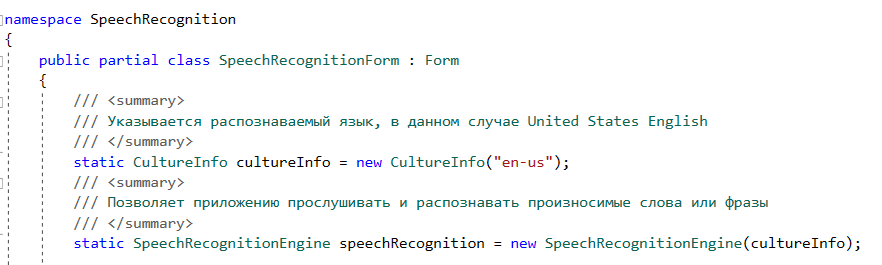 namespace SpeechRecognition
{
public partial class SpeechRecognitionForm : Form
{
/// <summary>
/// Указывается распознаваемый язык, в данном случае United States English
/// </summary>
static CultureInfo cultureInfo = new CultureInfo("en-us");
/// <summary>
/// Позволяет приложению прослушивать и распознавать произносимые слова или фразы
/// </summary>
static SpeechRecognitionEngine speechRecognition = new SpeechRecognitionEngine(cultureInfo);